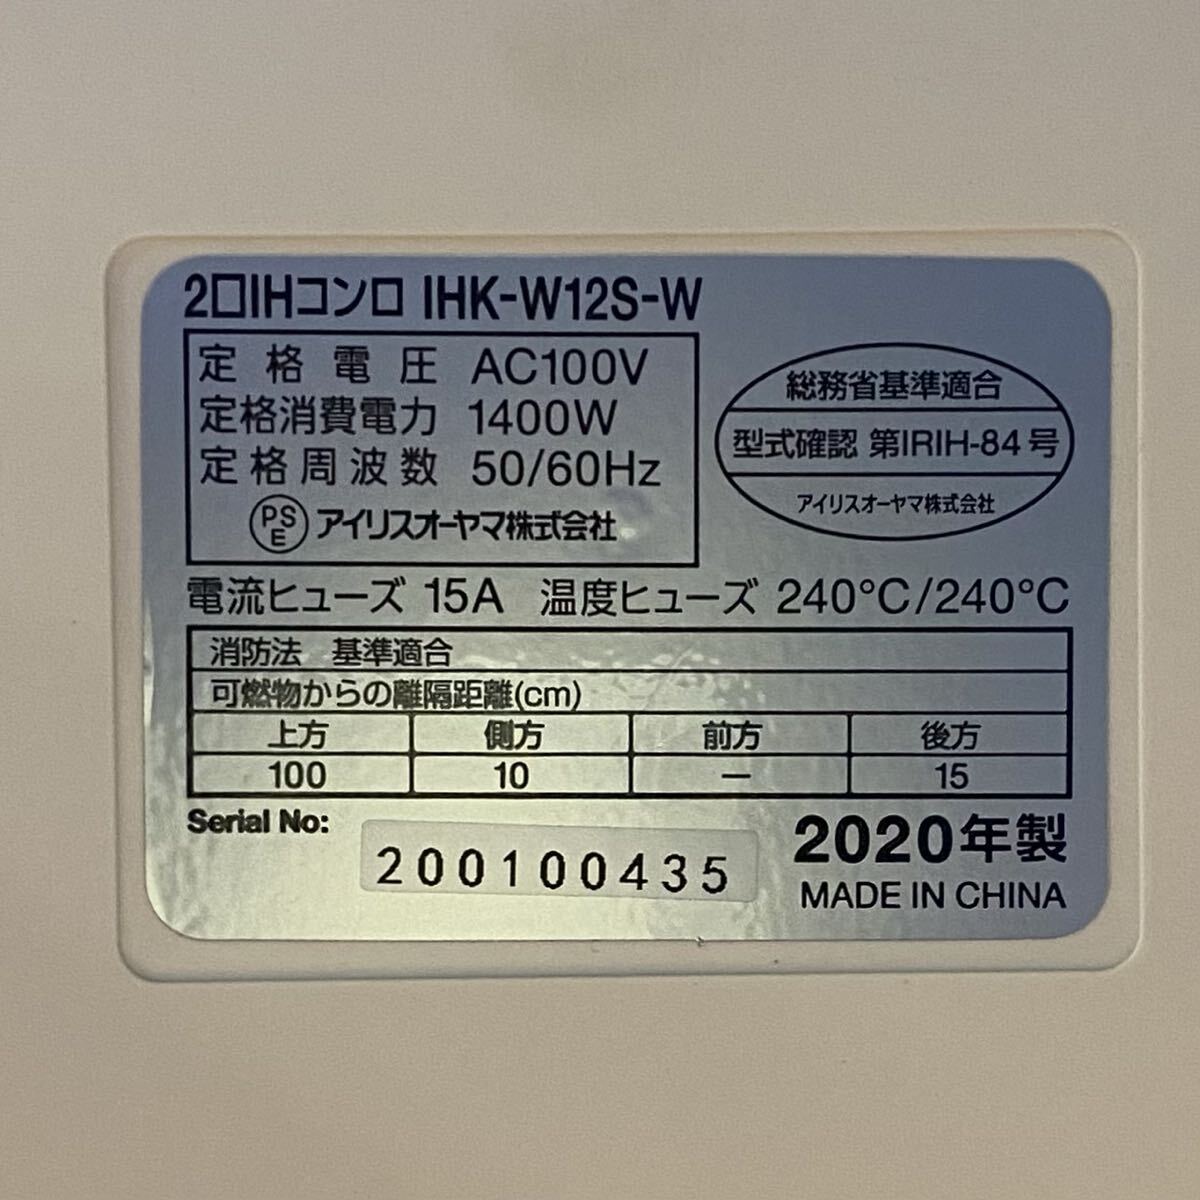 2口IHコンロ IHK-W12S-W
定格電圧 AC100V
定格消費電力 1400W
定格周波数 50/60Hz
PSE アイリスオーヤマ株式会社
総務省基準適合
型式確認 第IRIH-84号
アイリスオーヤマ株式会社
電流ヒューズ 15A 温度ヒューズ 240℃/240℃
消防法 基準適合
可燃物からの離隔距離(cm)
上方 側方 前方 後方
100 10 — 15
Serial No: 200100435
2020年製
MADE IN CHINA